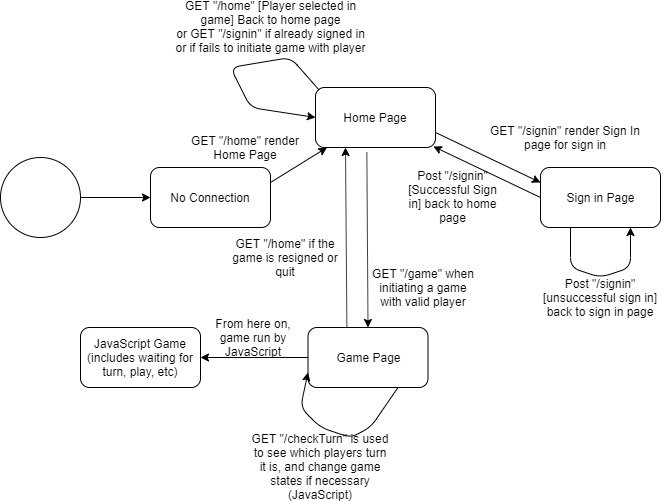 GET "/home" [Player selected in
game] Back to home page
or GET "/signin" if already signed in
or if fails to initiate game with player
Home Page
GET "/signin" render Sign In
page for sign in
GET "/home" render
Home Page
No Connection
Post "/signin"
[Successful Sign
in] back to home
page
Sign in Page
GET "/home" if the
game is resigned or
quit
GET "/game" when
initiating a game
with valid player
Post "/signin"
[unsuccessful sign in]
back to sign in page
JavaScript Game
(includes waiting for
turn, play, etc)
From here on,
game run by
JavaScript
Game Page
GET "/checkTurn" is used
to see which players turn
it is, and change game
states if necessary
(JavaScript)